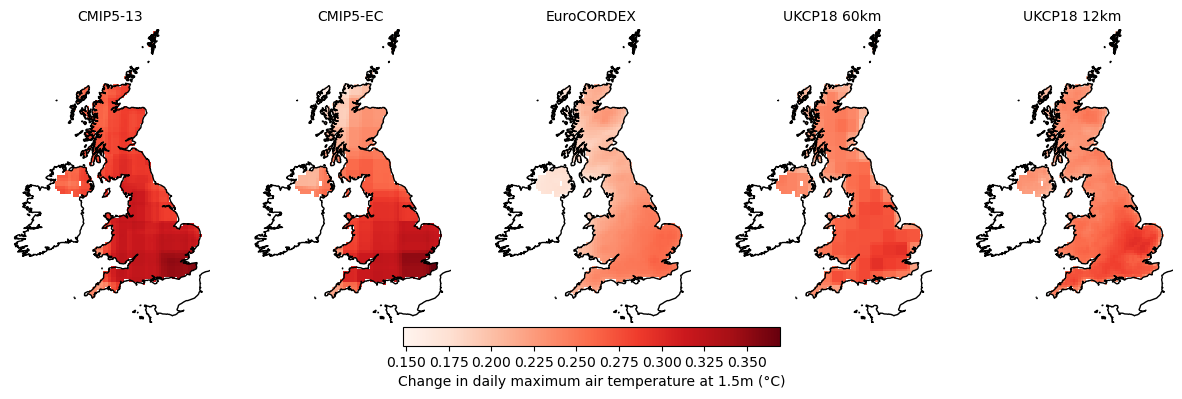 CMIP5-13 CMIP5-EC EuroCORDEX UKCP18 60km UKCP18 12km
0.150 0.175 0.200 0.225 0.250 0.275 0.300 0.325 0.350
Change in daily maximum air temperature at 1.5m (°C)